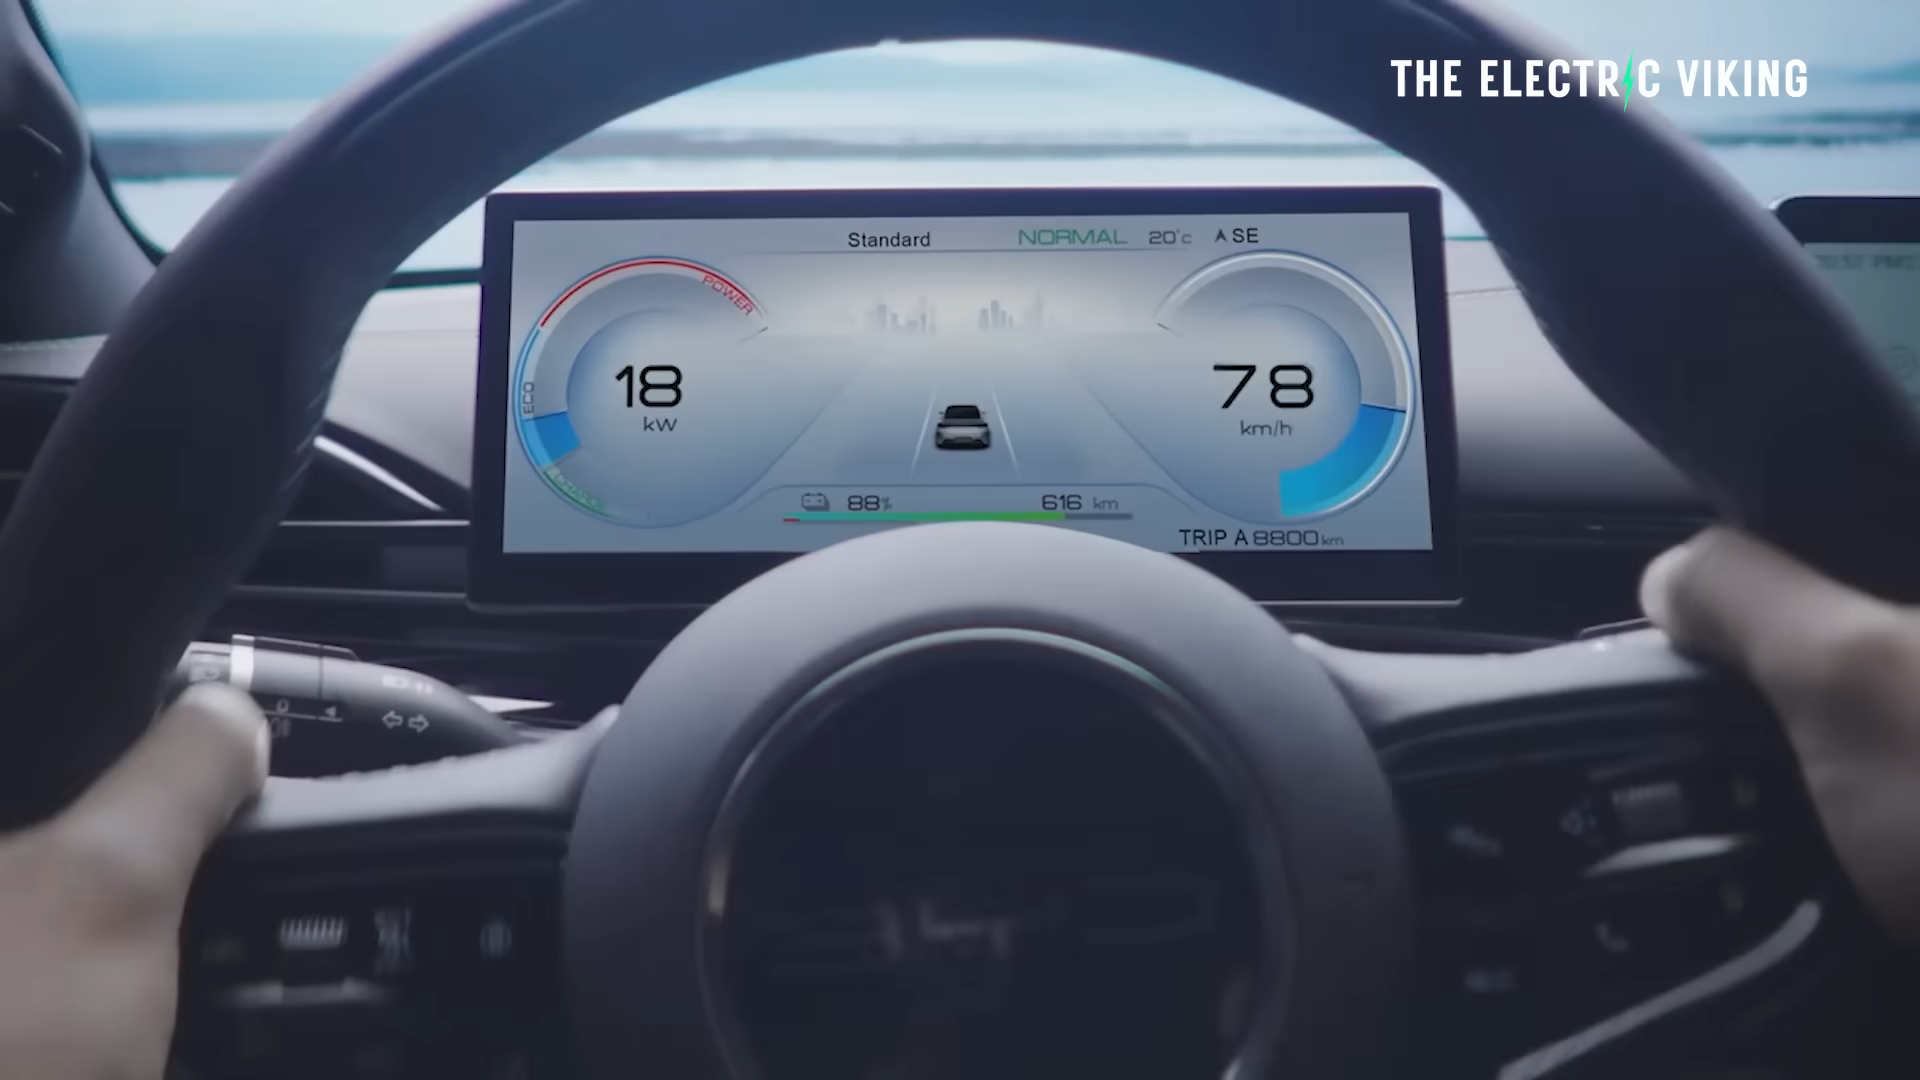 THE ELECTRIC VIKING
Standard NORMAL 20°c SE
POWER
ECO
18
kW
78
km/h
88%
616 km
TRIP A 8800 km